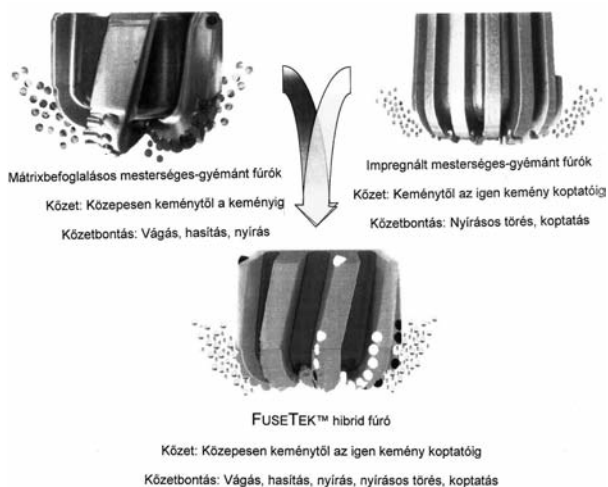 Mátrixbefoglalásos mesterséges-gyémánt fúrók
Kőzet: Közepesen keménytől a keményig
Kőzetbontás: Vágás, hasítás, nyírás
Impregnált mesterséges-gyémánt fúrók
Kőzet: Keménytől az igen kemény koptatóig
Kőzetbontás: Nyírásos törés, koptatás
FUSETEK™ hibrid fúró
Kőzet: Közepesen keménytől az igen kemény koptatóig
Kőzetbontás: Vágás, hasítás, nyírás, nyírásos törés, koptatás